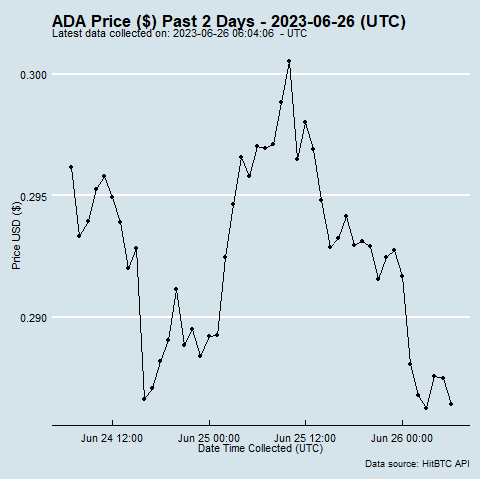 ADA Price ($) Past 2 Days - 2023-06-26 (UTC)
Latest data collected on: 2023-06-26 06:04:06  - UTC
0.300
0.295
Price USD ($)
0.290
Jun 24 12:00 Jun 25 00:00 Jun 25 12:00 Jun 26 00:00
Date Time Collected (UTC)
Data source: HitBTC API